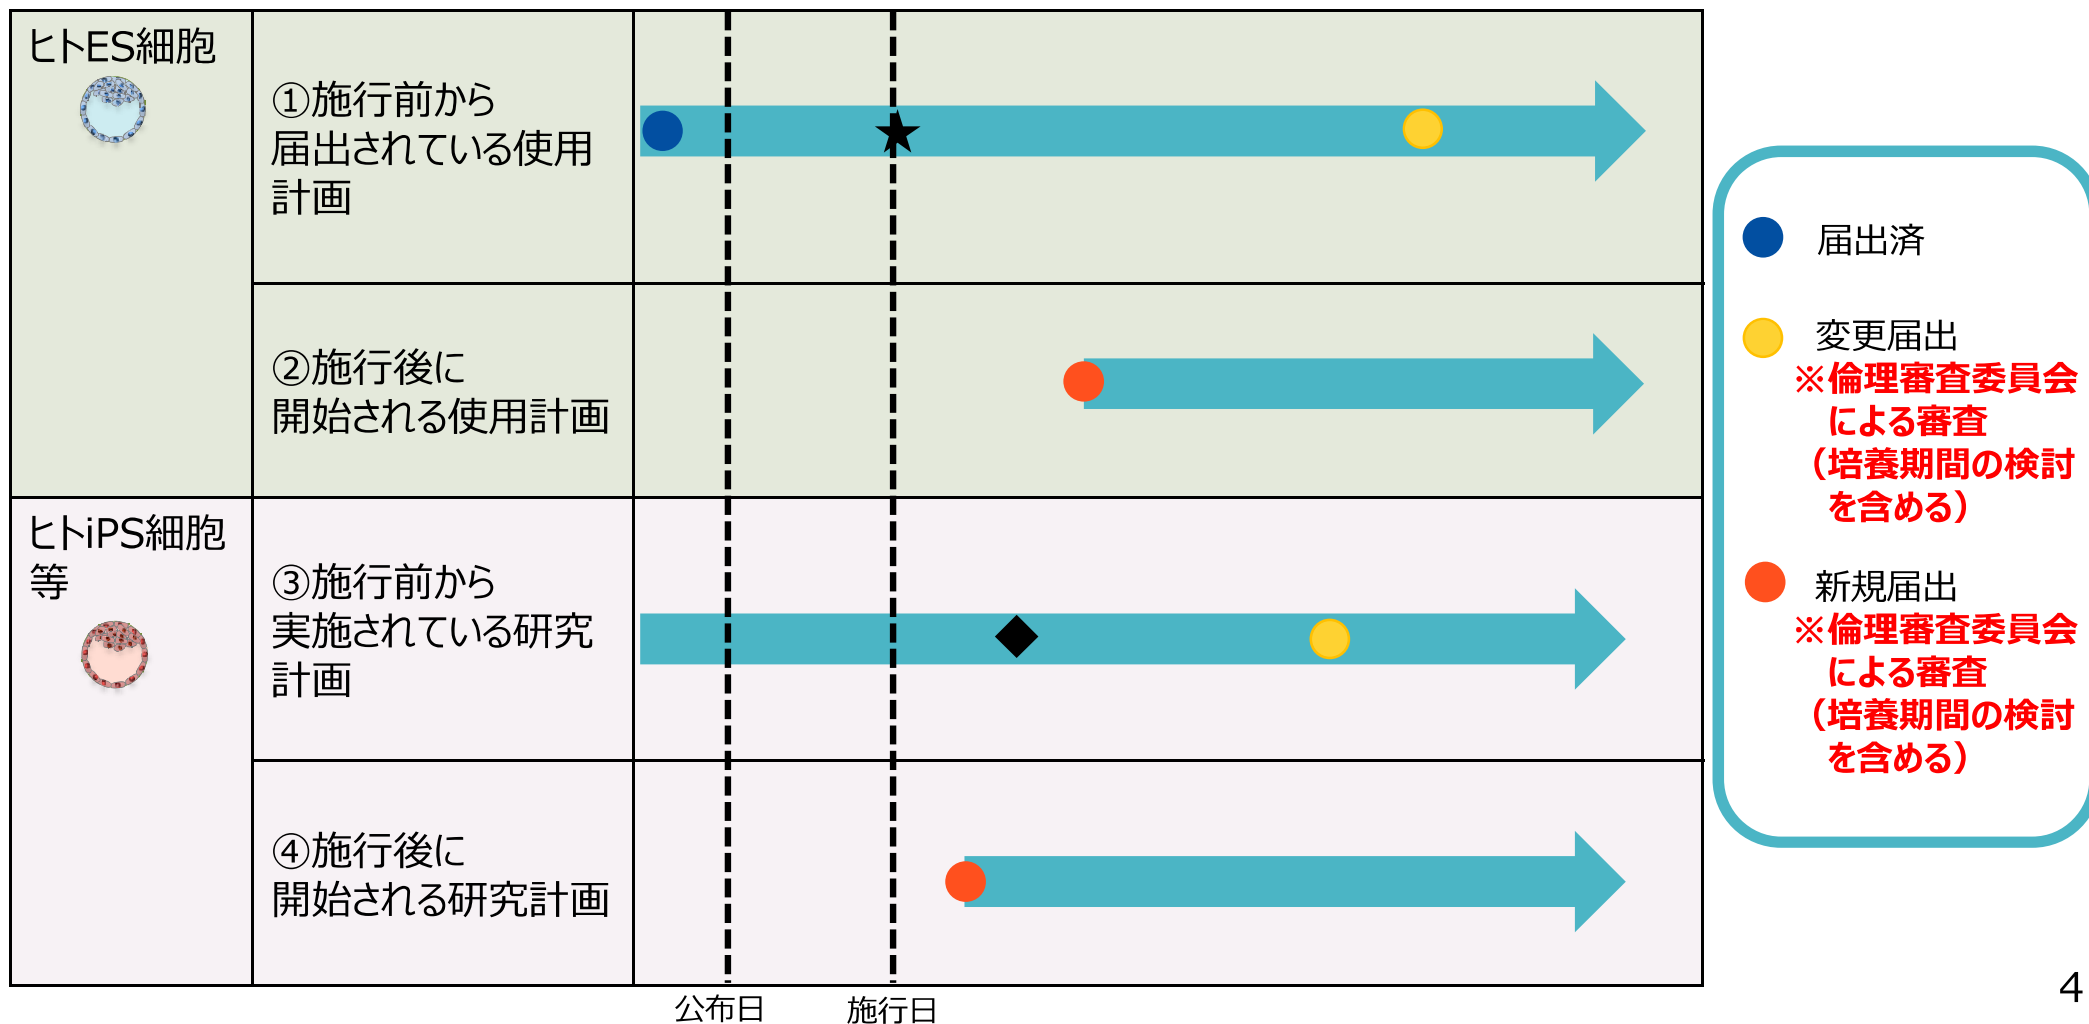 ヒトES細胞
①施行前から
届出されている使用
計画
②施行後に
開始される使用計画
ヒトiPS細胞
等
③施行前から
実施されている研究
計画
④施行後に
開始される研究計画
公布日
施行日
届出済
変更届出
※倫理審査委員会
による審査
（培養期間の検討
を含める）
新規届出
※倫理審査委員会
による審査
（培養期間の検討
を含める）
4